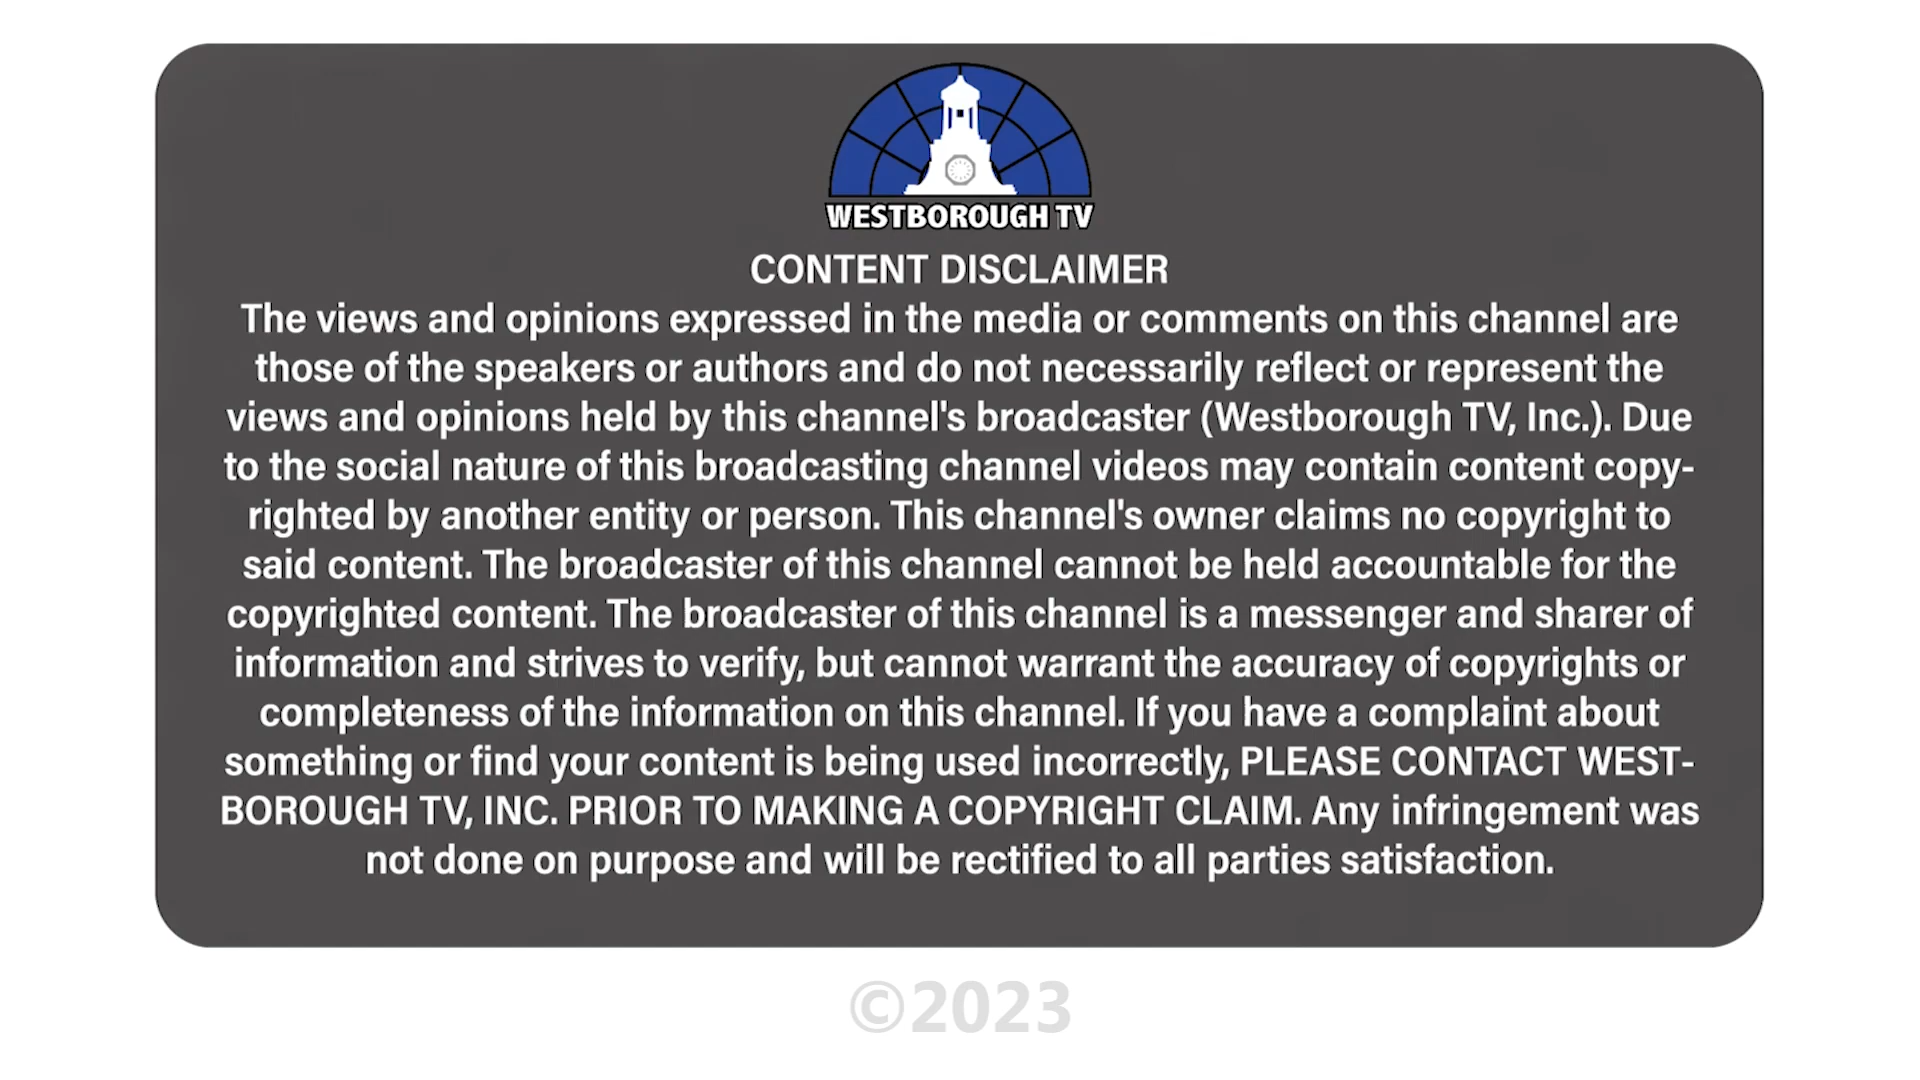 WESTBOROUGH TV
CONTENT DISCLAIMER
The views and opinions expressed in the media or comments on this channel are
those of the speakers or authors and do not necessarily reflect or represent the
views and opinions held by this channel's broadcaster (Westborough TV, Inc.). Due
to the social nature of this broadcasting channel videos may contain content copy-
righted by another entity or person. This channel's owner claims no copyright to
said content. The broadcaster of this channel cannot be held accountable for the
copyrighted content. The broadcaster of this channel is a messenger and sharer of
information and strives to verify, but cannot warrant the accuracy of copyrights or
completeness of the information on this channel. If you have a complaint about
something or find your content is being used incorrectly, PLEASE CONTACT WEST-
BOROUGH TV, INC. PRIOR TO MAKING A COPYRIGHT CLAIM. Any infringement was
not done on purpose and will be rectified to all parties satisfaction.
©2023